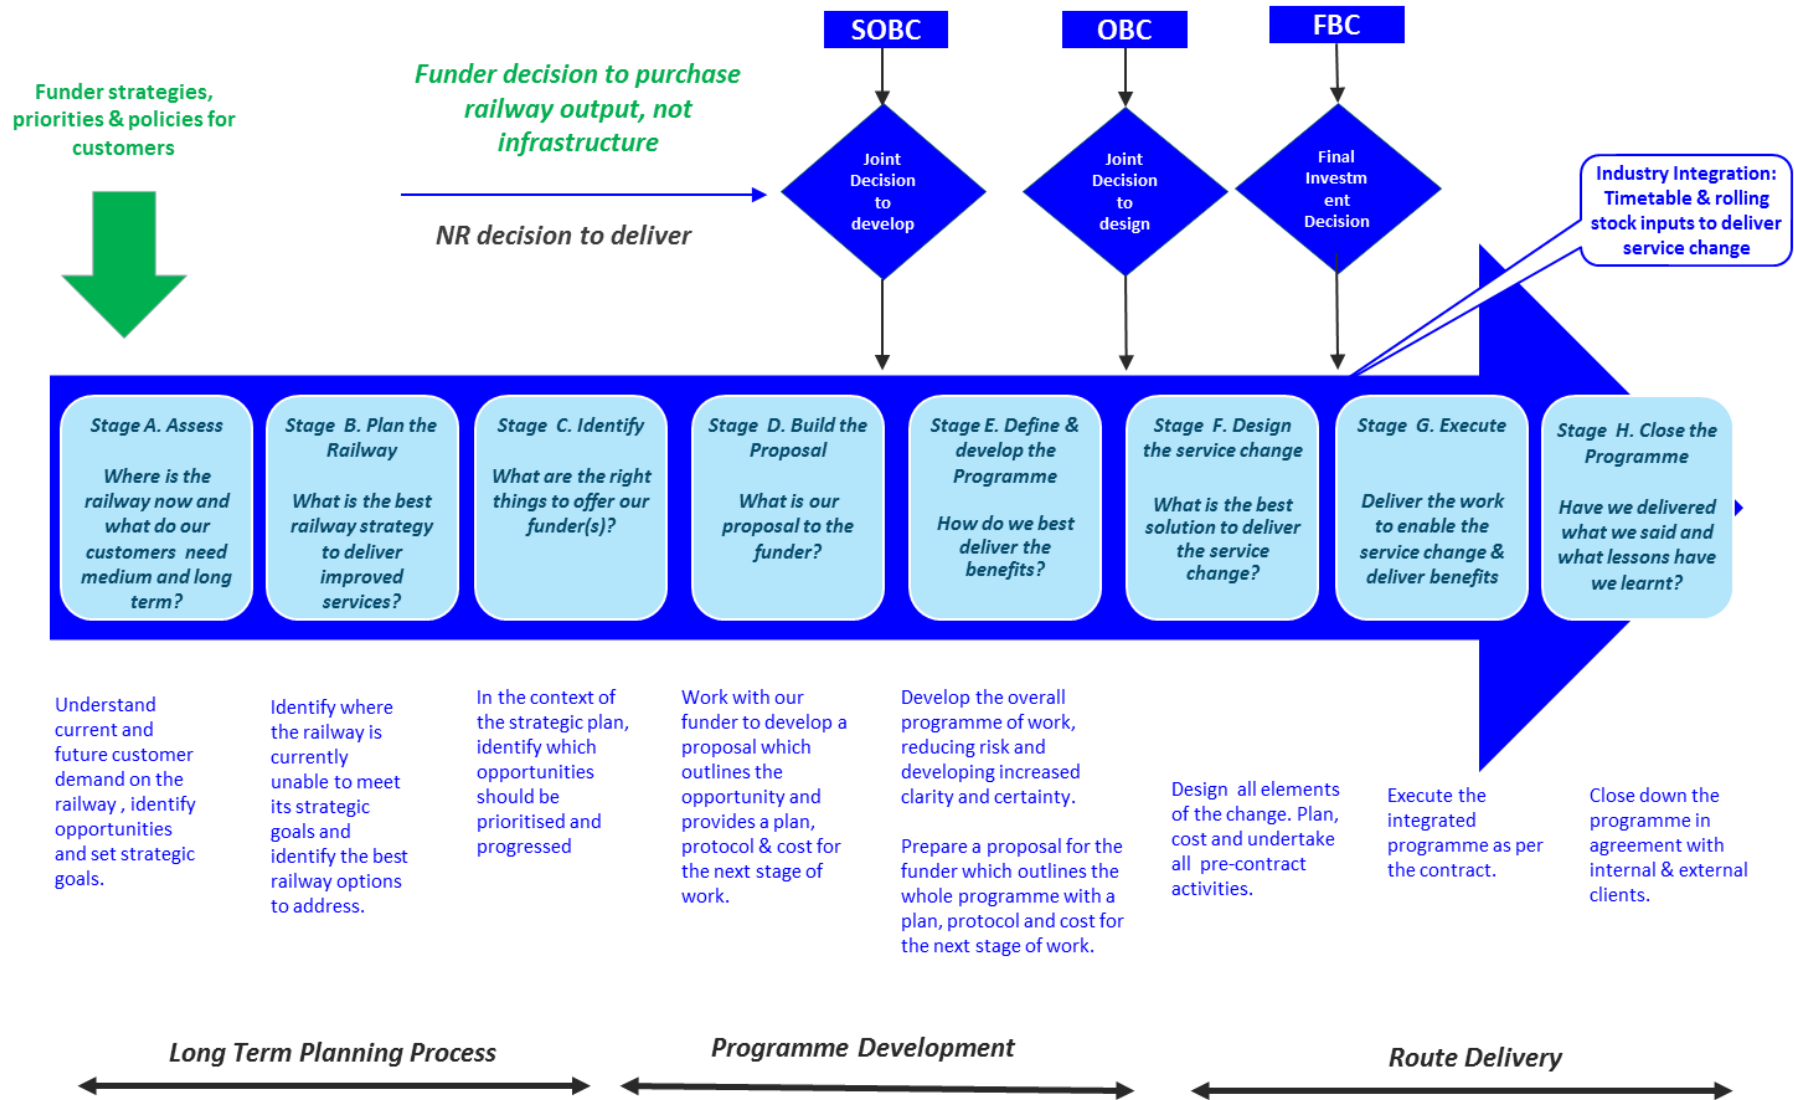 SOBC
OBC
FBC
Funder strategies,
priorities & policies for
customers
Funder decision to purchase
railway output, not
infrastructure
NR decision to deliver
Joint
Decision
to
develop
Joint
Decision
to
design
Final
Investm
ent
Decision
Industry Integration:
Timetable & rolling
stock inputs to deliver
service change
Stage A. Assess
Where is the
railway now and
what do our
customers need
medium and long
term?
Stage B. Plan the
Railway
What is the best
railway strategy
to deliver
improved
services?
Stage C. Identify
What are the right
things to offer our
funder(s)?
Stage D. Build the
Proposal
What is our
proposal to the
funder?
Stage E. Define &
develop the
Programme
How do we best
deliver the
benefits?
Stage F. Design
the service change
What is the best
solution to deliver
the service
change?
Stage G. Execute
Deliver the work
to enable the
service change &
deliver benefits
Stage H. Close the
Programme
Have we delivered
what we said and
what lessons have
we learnt?
Understand
current and
future customer
demand on the
railway , identify
opportunities
and set strategic
goals.
Identify where
the railway is
currently
unable to meet
its strategic
goals and
identify the best
railway options
to address.
In the context of
the strategic plan,
identify which
opportunities
should be
prioritised and
progressed
Work with our
funder to develop a
proposal which
outlines the
opportunity and
provides a plan,
protocol & cost for
the next stage of
work.
Develop the overall
programme of work,
reducing risk and
developing increased
clarity and certainty.
Prepare a proposal for the
funder which outlines the
whole programme with a
plan, protocol and cost for
the next stage of work.
Design all elements
of the change. Plan,
cost and undertake
all pre-contract
activities.
Execute the
integrated
programme as per
the contract.
Close down the
programme in
agreement with
internal & external
clients.
Long Term Planning Process
Programme Development
Route Delivery